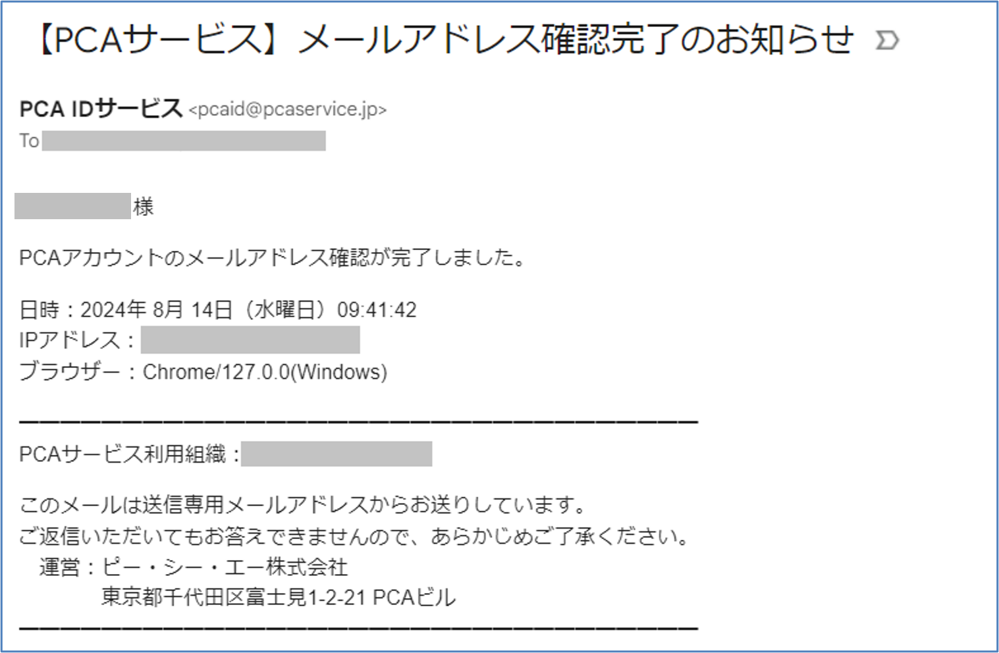 【PCAサービス】メールアドレス確認完了のお知らせ
PCA IDサービス <pcaid@pcaservice.jp>
To
様
PCAアカウントのメールアドレス確認が完了しました。
日時：2024年 8月 14日（水曜日）09:41:42
IPアドレス：
ブラウザー：Chrome/127.0.0(Windows)
PCAサービス利用組織：
このメールは送信専用メールアドレスからお送りしています。
ご返信いただいてもお答えできませんので、あらかじめご了承ください。
運営：ピー・シー・エー株式会社
東京都千代田区富士見1-2-21 PCAビル